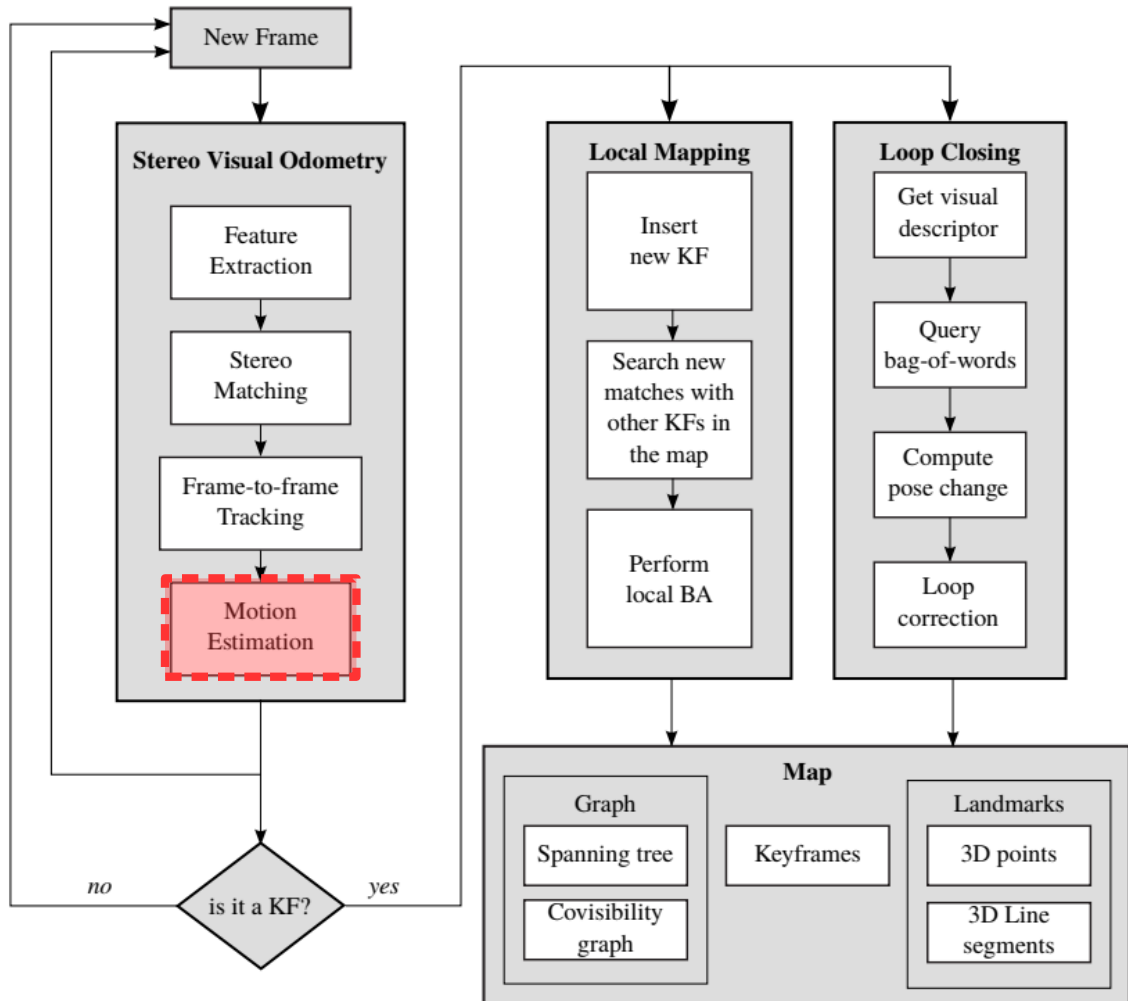 New Frame
Stereo Visual Odometry
Feature
Extraction
Stereo
Matching
Frame-to-frame
Tracking
Motion
Estimation
no
is it a KF?
yes
Local Mapping
Insert
new KF
Search new
matches with
other KFs in
the map
Perform
local BA
Loop Closing
Get visual
descriptor
Query
bag-of-words
Compute
pose change
Loop
correction
Map
Graph
Spanning tree
Covisibility
graph
Keyframes
Landmarks
3D points
3D Line
segments